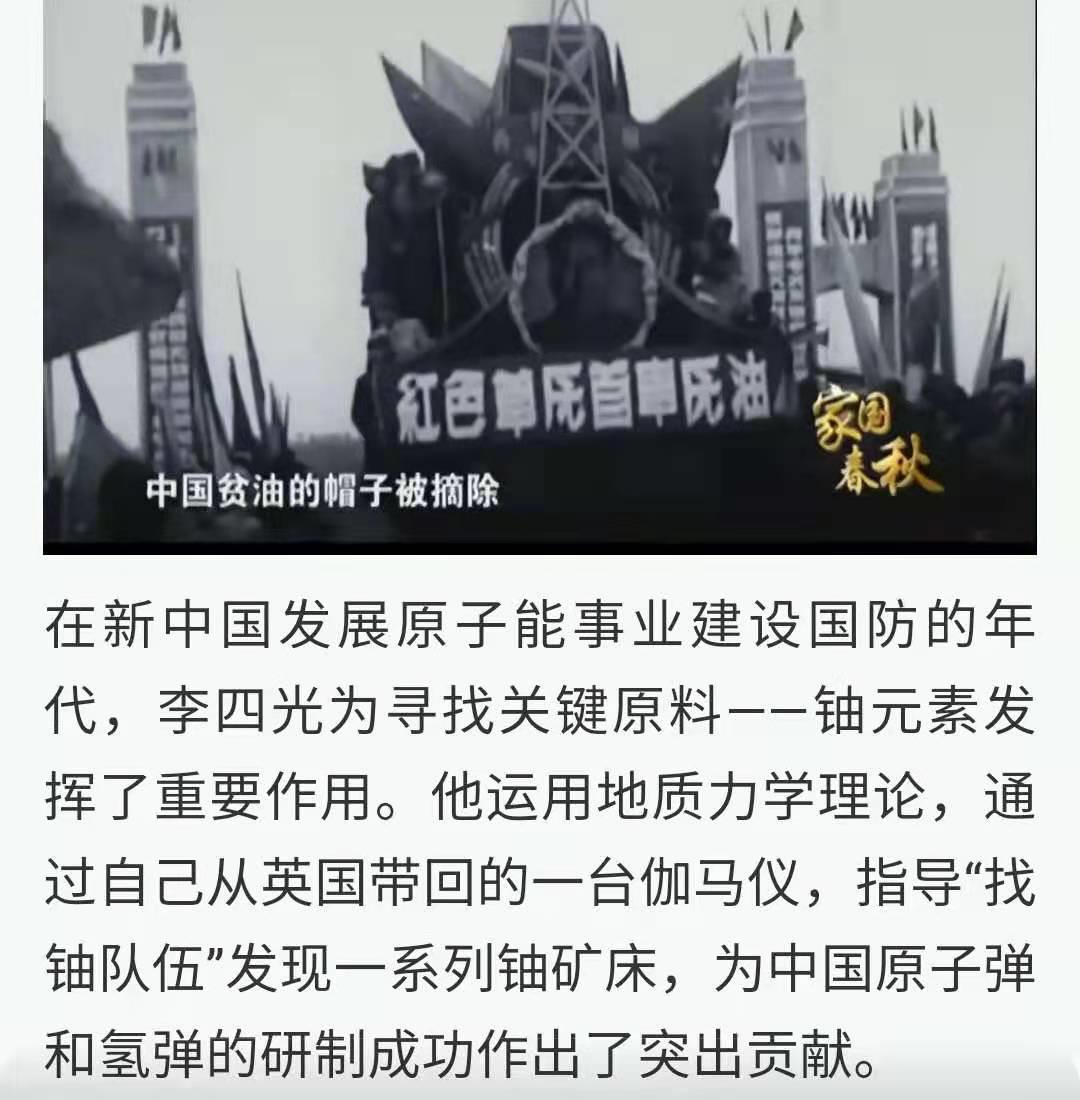 紅色草原首車原油
家国
春秋
中国贫油的帽子被摘除
在新中国发展原子能事业建设国防的年
代，李四光为寻找关键原料——铀元素发
挥了重要作用。他运用地质力学理论，通
过自己从英国带回的一台伽马仪，指导“找
铀队伍”发现一系列铀矿床，为中国原子弹
和氢弹的研制成功作出了突出贡献。